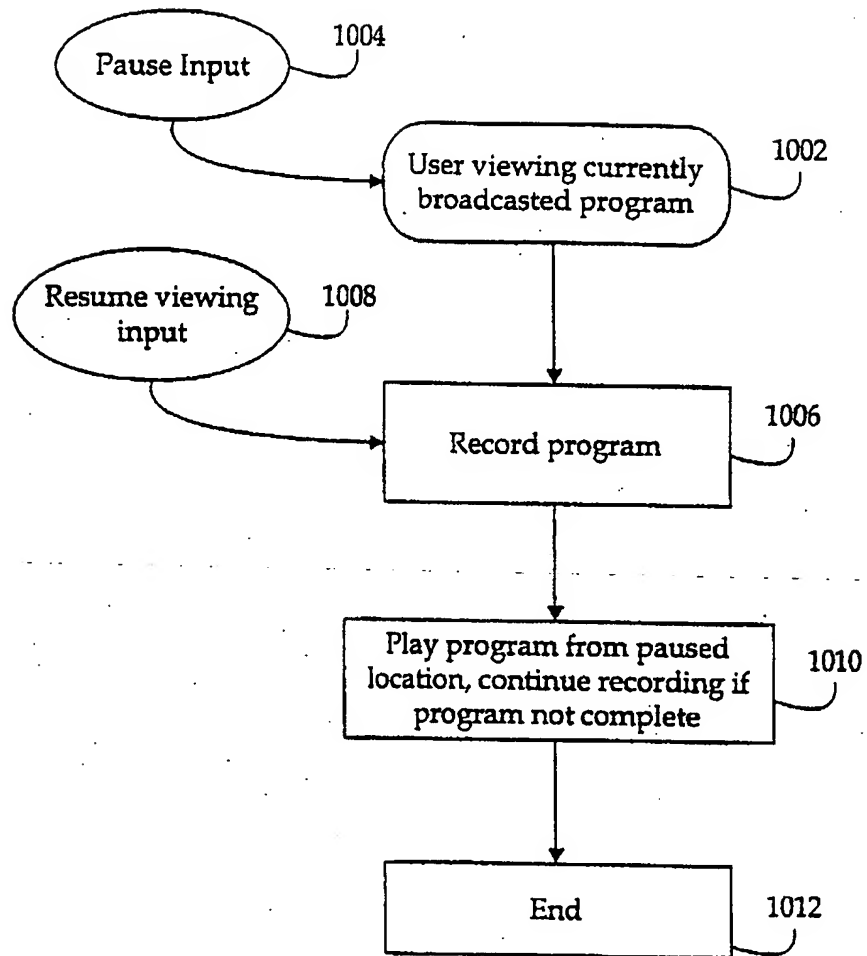 1004
Pause Input
1002
User viewing currently
broadcasted program
1008
Resume viewing
input
1006
Record program
1010
Play program from paused
location, continue recording if
program not complete
1012
End